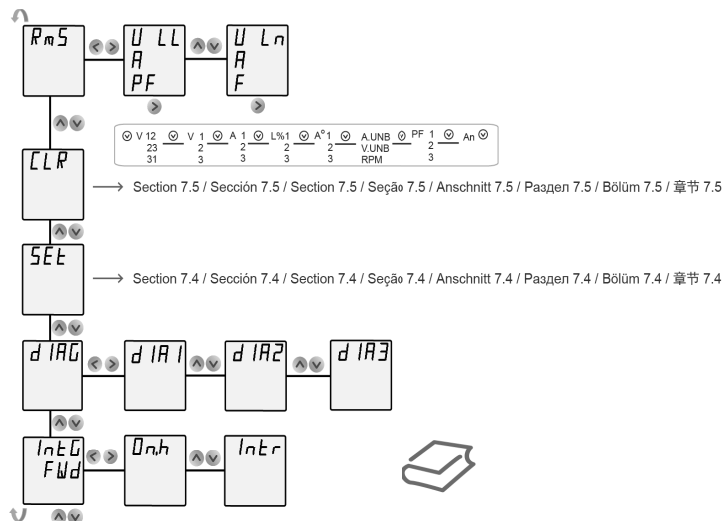 RmS
U LL
A
PF
U Ln
A
F
V 12 V 1 A 1 L%1 A° 1 A.UNB PF 1 An
23 2 2 2 2 V.UNB 2
31 3 3 3 3 RPM 3
CLR
Section 7.5 / Sección 7.5 / Section 7.5 / Seção 7.5 / Anschnitt 7.5 / Раздел 7.5 / Bölüm 7.5 / 章节 7.5
SEt
Section 7.4 / Sección 7.4 / Section 7.4 / Seção 7.4 / Anschnitt 7.4 / Раздел 7.4 / Bölüm 7.4 / 章节 7.4
dIAG
dIA1
dIA2
dIA3
IntG
FWd
On.h
Intr